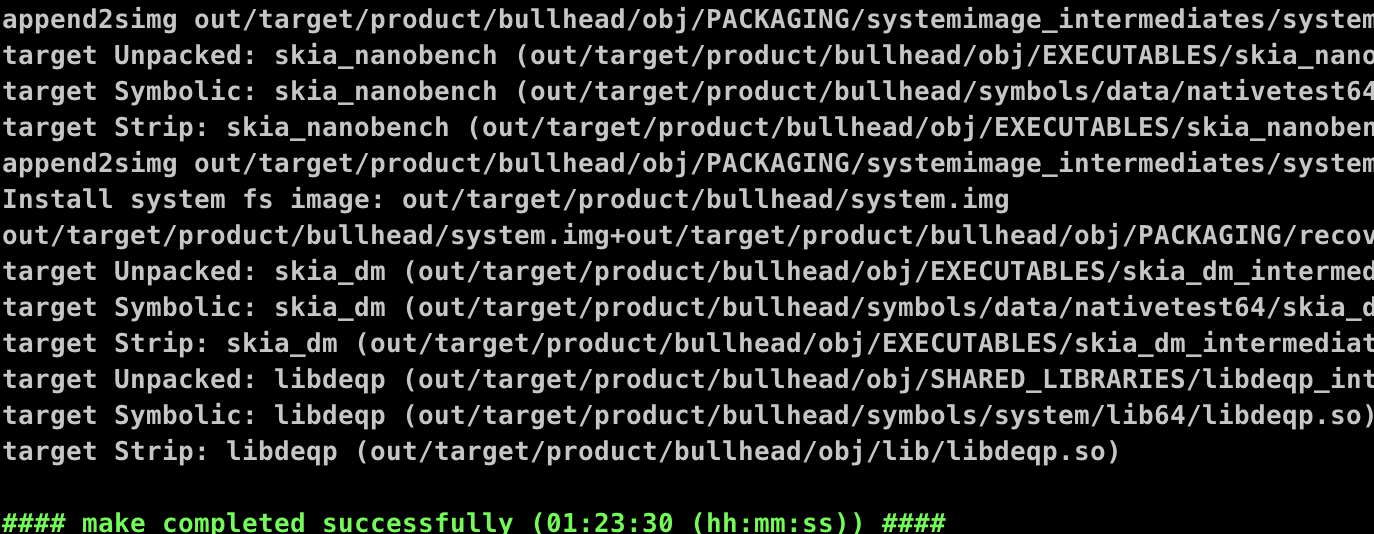 append2simg out/target/product/bullhead/obj/PACKAGING/systemimage_intermediates/system
target Unpacked: skia_nanobench (out/target/product/bullhead/obj/EXECUTABLES/skia_nano
target Symbolic: skia_nanobench (out/target/product/bullhead/symbols/data/nativetest64
target Strip: skia_nanobench (out/target/product/bullhead/obj/EXECUTABLES/skia_nanoben
append2simg out/target/product/bullhead/obj/PACKAGING/systemimage_intermediates/system
Install system fs image: out/target/product/bullhead/system.img
out/target/product/bullhead/system.img+out/target/product/bullhead/obj/PACKAGING/recov
target Unpacked: skia_dm (out/target/product/bullhead/obj/EXECUTABLES/skia_dm_intermed
target Symbolic: skia_dm (out/target/product/bullhead/symbols/data/nativetest64/skia_d
target Strip: skia_dm (out/target/product/bullhead/obj/EXECUTABLES/skia_dm_intermediat
target Unpacked: libdeqp (out/target/product/bullhead/obj/SHARED_LIBRARIES/libdeqp_int
target Symbolic: libdeqp (out/target/product/bullhead/symbols/system/lib64/libdeqp.so)
target Strip: libdeqp (out/target/product/bullhead/obj/lib/libdeqp.so)
#### make completed successfully (01:23:30 (hh:mm:ss)) ####